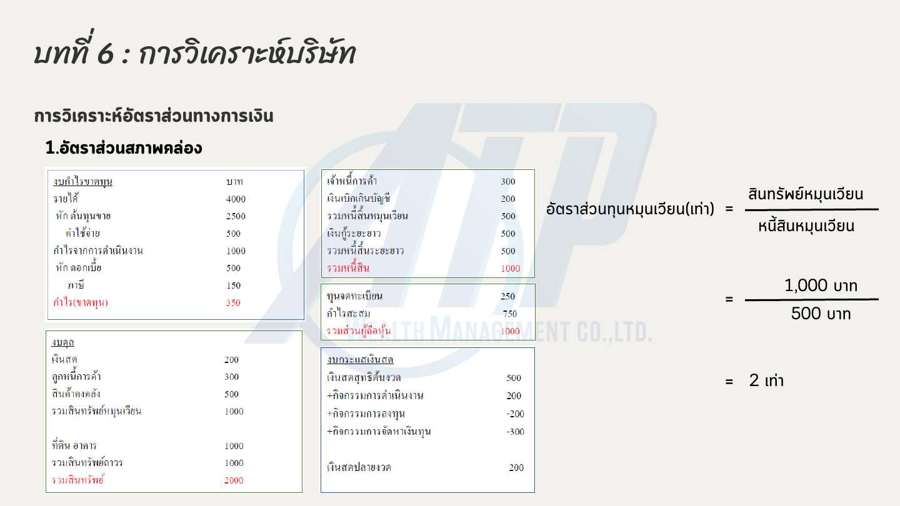 บทที่ 6 : การวิเคราะห์บริษัท
การวิเคราะห์อัตราส่วนทางการเงิน
1.อัตราส่วนสภาพคล่อง
งบกำไรขาดทุน บาท
รายได้ 4000
หัก ต้นทุนขาย 2500
ค่าใช้จ่าย 500
กำไรจากการดำเนินงาน 1000
หัก ดอกเบี้ย 500
ภาษี 150
กำไร(ขาดทุน) 350
งบดุล
เงินสด 200
ลูกหนี้การค้า 300
สินค้าคงคลัง 500
รวมสินทรัพย์หมุนเวียน 1000
ที่ดิน อาคาร 1000
รวมสินทรัพย์ถาวร 1000
รวมสินทรัพย์ 2000
เจ้าหนี้การค้า 300
เงินเบิกเกินบัญชี 200
รวมหนี้สินหมุนเวียน 500
เงินกู้ระยะยาว 500
รวมหนี้สินระยะยาว 500
รวมหนี้สิน 1000
ทุนจดทะเบียน 250
กำไรสะสม 750
รวมส่วนผู้ถือหุ้น 1000
งบกระแสเงินสด
เงินสดสุทธิต้นงวด 500
+กิจกรรมการดำเนินงาน 200
+กิจกรรมการลงทุน -200
+กิจกรรมการจัดหาเงินทุน -300
เงินสดปลายงวด 200
อัตราส่วนทุนหมุนเวียน(เท่า) = สินทรัพย์หมุนเวียน
หนี้สินหมุนเวียน
= 1,000 บาท
500 บาท
= 2 เท่า
ATP
WEALTH MANAGEMENT CO.,LTD.